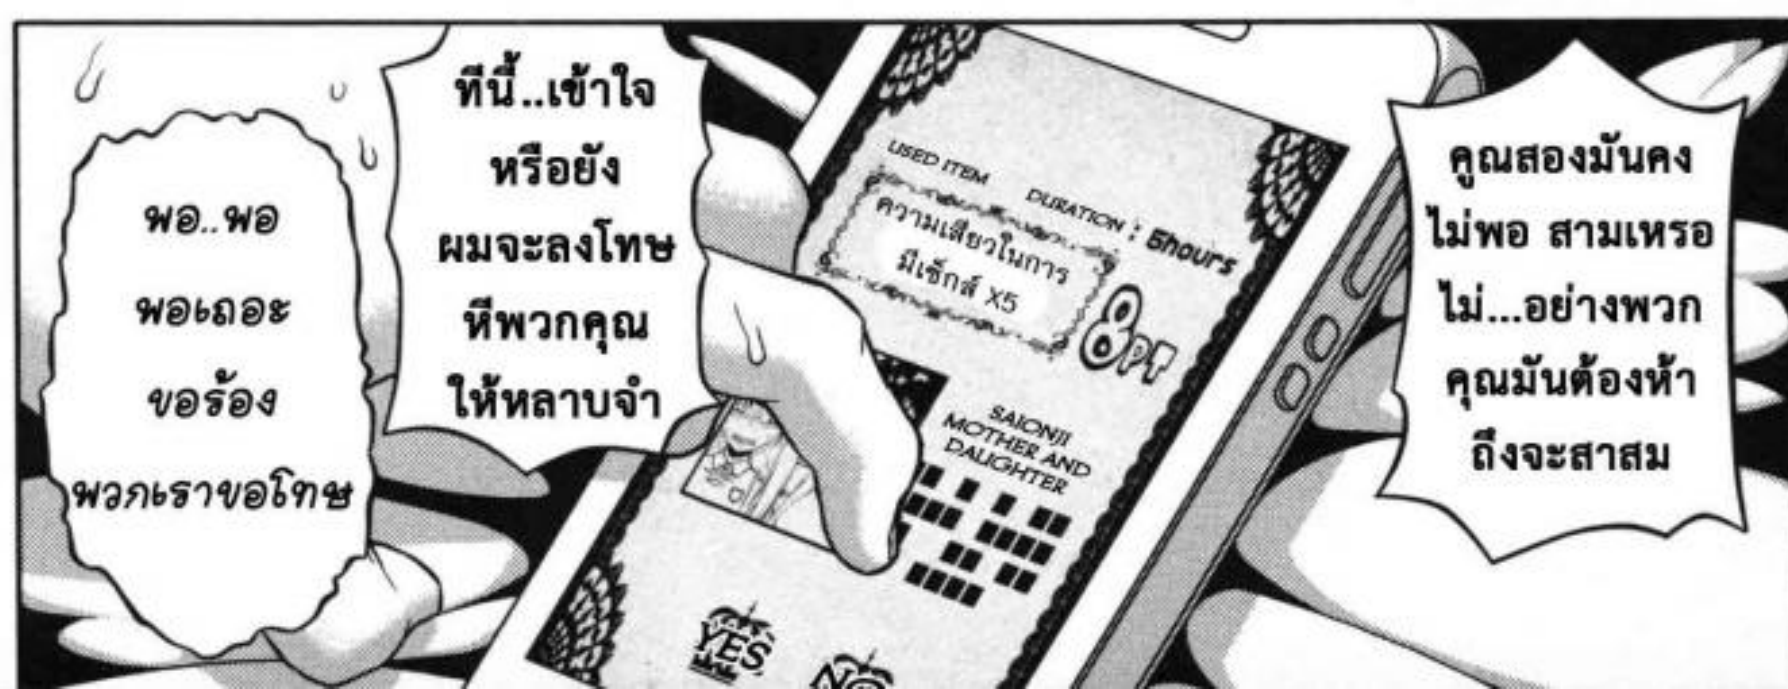 คูณสองมันคง
ไม่พอ สามเหรอ
ไม่...อย่างพวก
คุณมันต้องห้า
ถึงจะสาสม
USED ITEM
DURATION : 5hours
ความเสียวในการ
มีเซ็กส์ X5
8PT
SAIONJI
MOTHER AND
DAUGHTER
YES
NO
ทีนี้..เข้าใจ
หรือยัง
ผมจะลงโทษ
หีพวกคุณ
ให้หลาบจำ
พอ..พอ
พอเถอะ
ขอร้อง
พวกเราขอโทษ